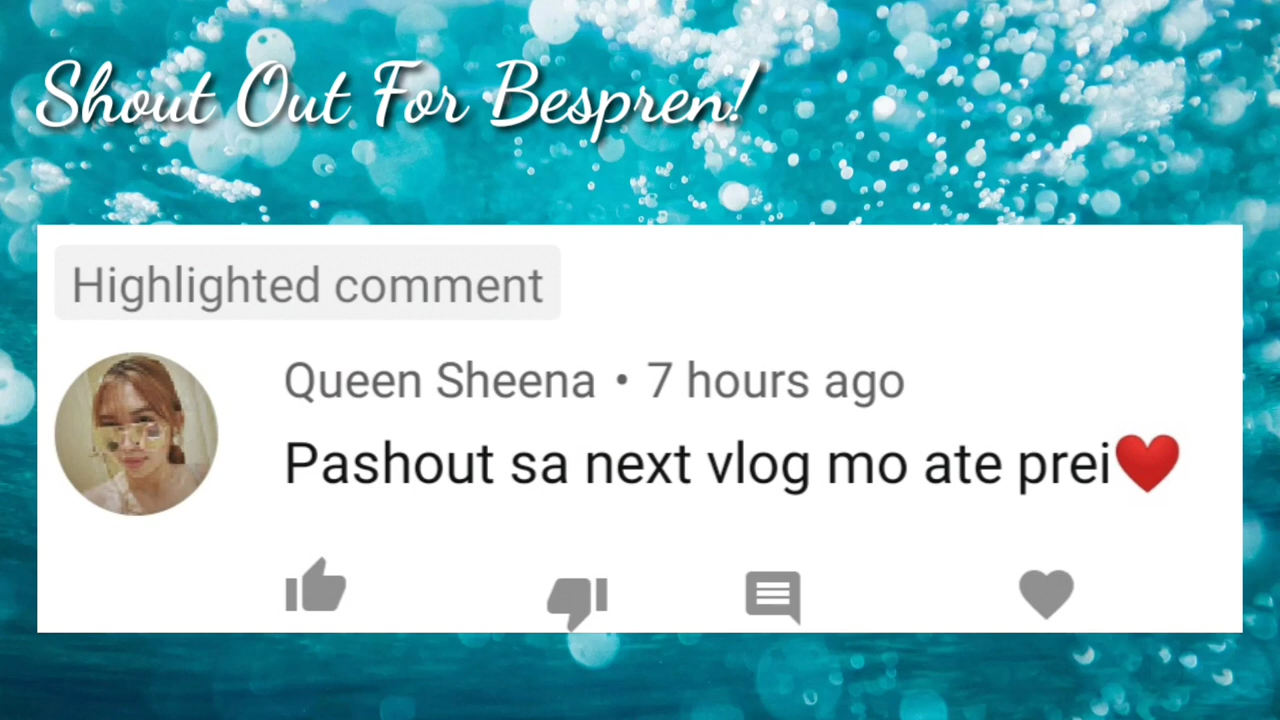 Shout Out For Bespren!
Highlighted comment
Queen Sheena • 7 hours ago
Pashout sa next vlog mo ate prei❤️